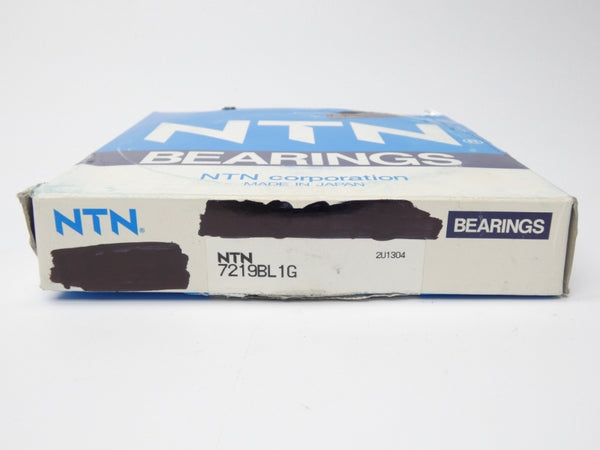 NTN®
BEARINGS
NTN corporation
MADE IN JAPAN
NTN® BEARINGS
NTN 2U1304
7219BL1G